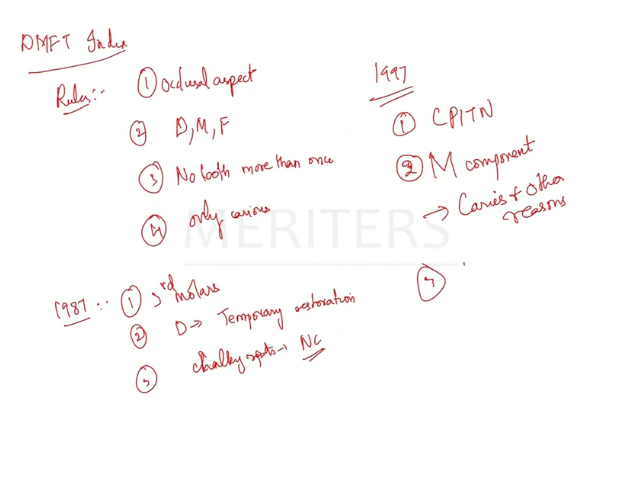 DMFT Index
Rules:-
① Occlusal aspect
② D, M, F
③ No tooth more than once
④ only carious
MERITERS
1987:-
① 3rd molars
② D→ Temporary restoration
③ chalky spots→ NC
1997
① CPITN
② M component
→ Caries + Other
reasons
③